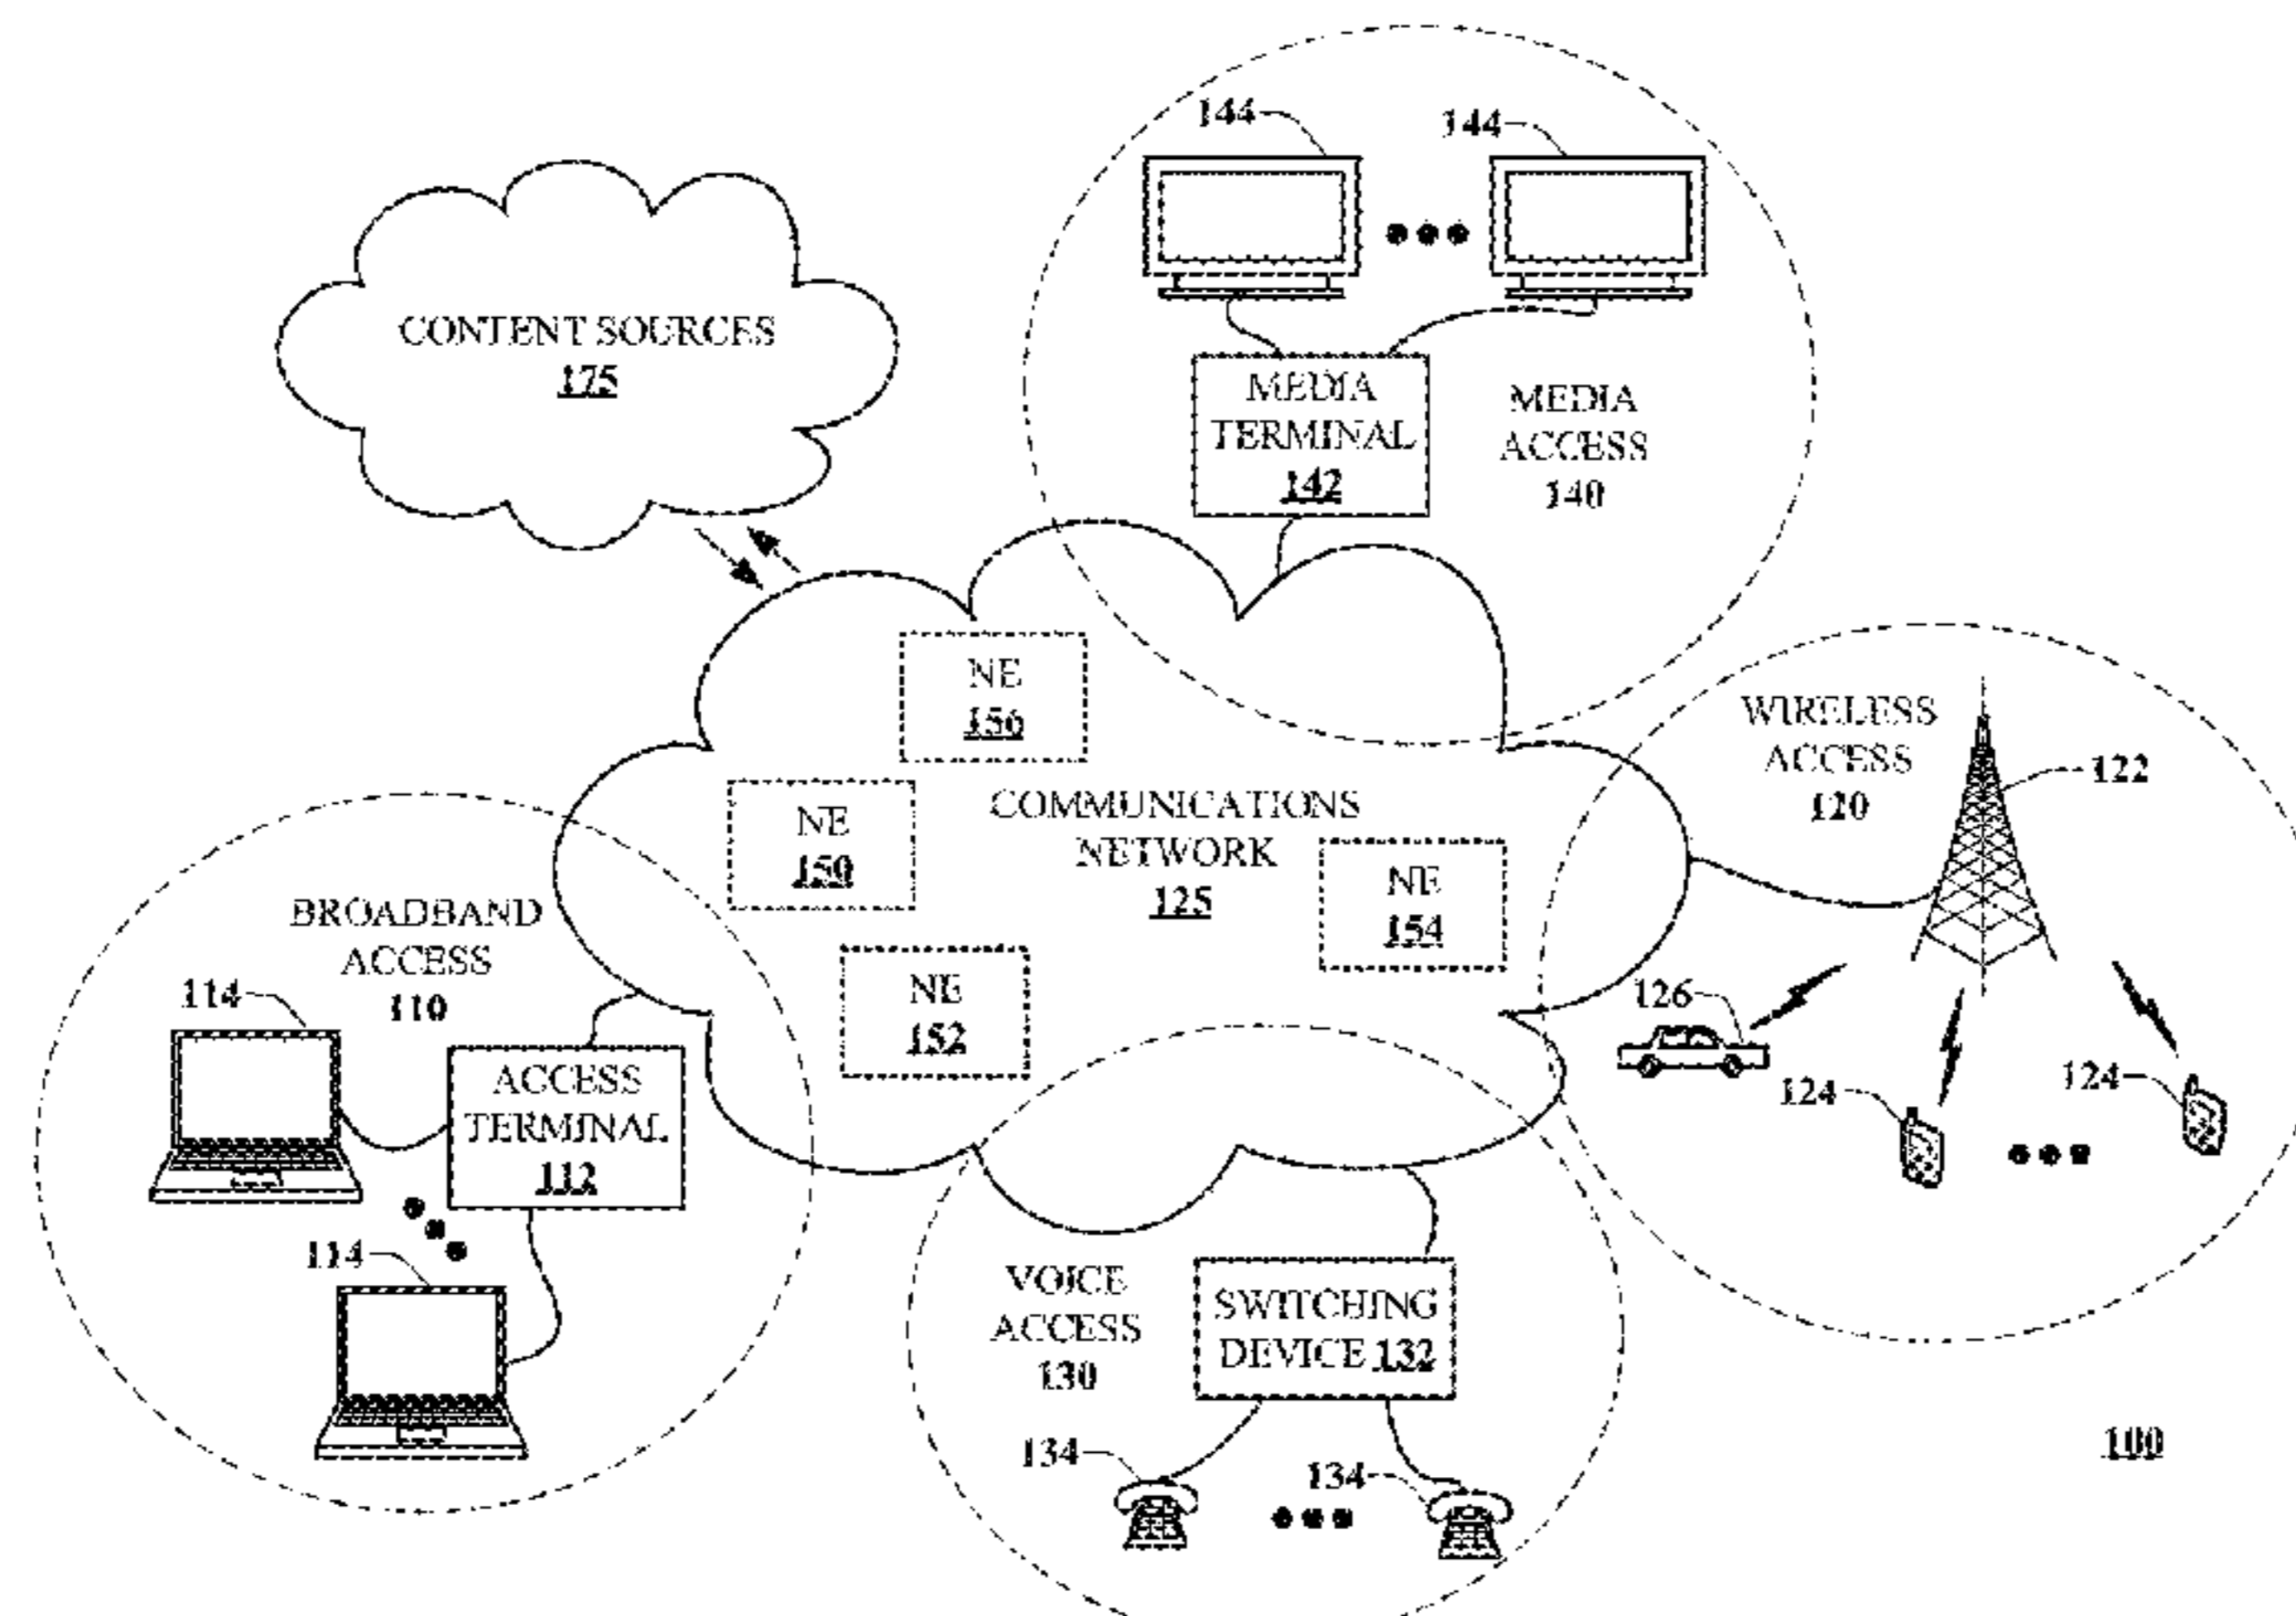 144
144
CONTENT SOURCES
175
MEDIA
TERMINAL
142
MEDIA
ACCESS
140
NE
156
WIRELESS
ACCESS
120
122
NE
150
COMMUNICATIONS
NETWORK
125
NE
154
BROADBAND
ACCESS
110
114
NE
152
126
124
124
ACCESS
TERMINAL
112
114
VOICE
ACCESS
130
SWITCHING
DEVICE 132
134
134
100